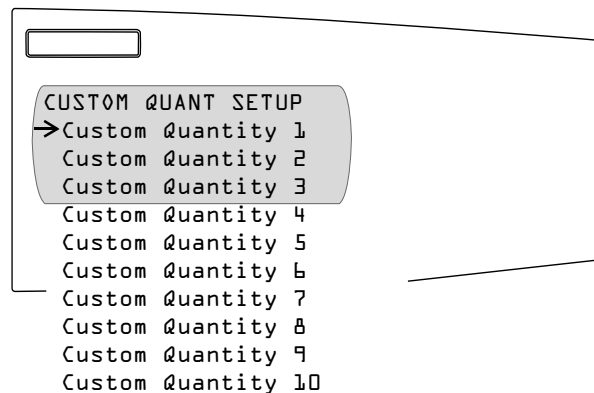 CUSTOM QUANT SETUP
→Custom Quantity 1
Custom Quantity 2
Custom Quantity 3
Custom Quantity 4
Custom Quantity 5
Custom Quantity 6
Custom Quantity 7
Custom Quantity 8
Custom Quantity 9
Custom Quantity 10